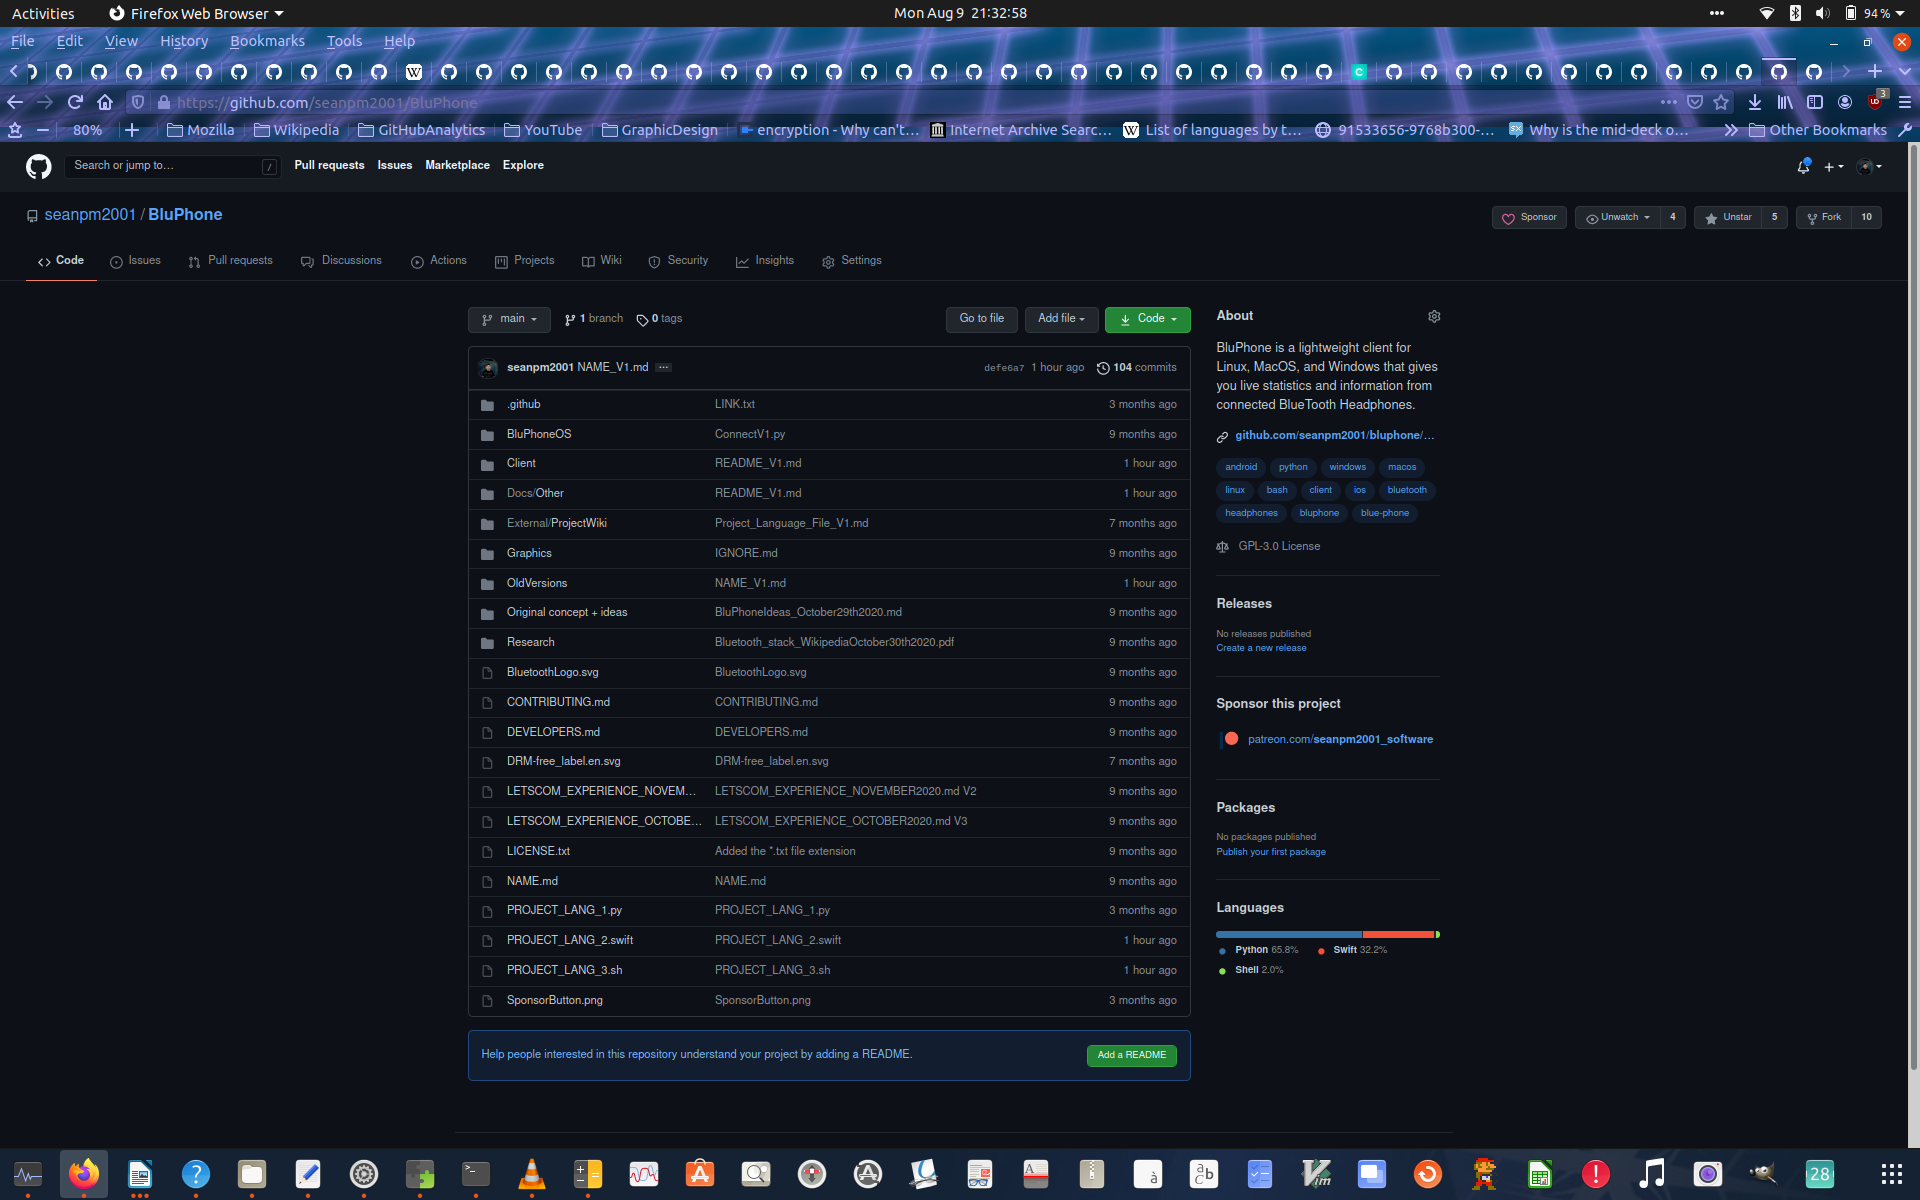 Activities
Firefox Web Browser
Mon Aug 9 21:32:58
94 %
File Edit View History Bookmarks Tools Help
https://github.com/seanpm2001/BluPhone
3
80%
Mozilla
Wikipedia
GitHubAnalytics
YouTube
GraphicDesign
encryption - Why can't…
Internet Archive Searc…
List of languages by t…
91533656-9768b300-…
Why is the mid-deck o…
Other Bookmarks
Search or jump to…
/
Pull requests Issues Marketplace Explore
seanpm2001 / BluPhone
Sponsor
Unwatch 4
Unstar 5
Fork 10
Code Issues Pull requests Discussions Actions Projects Wiki Security Insights Settings
main
1 branch
0 tags
Go to file
Add file
Code
seanpm2001 NAME_V1.md ...
defe6a7 1 hour ago 104 commits
.github LINK.txt 3 months ago
BluPhoneOS ConnectV1.py 9 months ago
Client README_V1.md 1 hour ago
Docs/Other README_V1.md 1 hour ago
External/ProjectWiki Project_Language_File_V1.md 7 months ago
Graphics IGNORE.md 9 months ago
OldVersions NAME_V1.md 1 hour ago
Original concept + ideas BluPhoneIdeas_October29th2020.md 9 months ago
Research Bluetooth_stack_WikipediaOctober30th2020.pdf 9 months ago
BluetoothLogo.svg BluetoothLogo.svg 9 months ago
CONTRIBUTING.md CONTRIBUTING.md 9 months ago
DEVELOPERS.md DEVELOPERS.md 9 months ago
DRM-free_label.en.svg DRM-free_label.en.svg 7 months ago
LETSCOM_EXPERIENCE_NOVEM… LETSCOM_EXPERIENCE_NOVEMBER2020.md V2 9 months ago
LETSCOM_EXPERIENCE_OCTOBE… LETSCOM_EXPERIENCE_OCTOBER2020.md V3 9 months ago
LICENSE.txt Added the *.txt file extension 9 months ago
NAME.md NAME.md 9 months ago
PROJECT_LANG_1.py PROJECT_LANG_1.py 3 months ago
PROJECT_LANG_2.swift PROJECT_LANG_2.swift 1 hour ago
PROJECT_LANG_3.sh PROJECT_LANG_3.sh 1 hour ago
SponsorButton.png SponsorButton.png 3 months ago
Help people interested in this repository understand your project by adding a README.
Add a README
About
BluPhone is a lightweight client for
Linux, MacOS, and Windows that gives
you live statistics and information from
connected BlueTooth Headphones.
github.com/seanpm2001/bluphone/…
android python windows macos
linux bash client ios bluetooth
headphones bluphone blue-phone
GPL-3.0 License
Releases
No releases published
Create a new release
Sponsor this project
patreon.com/seanpm2001_software
Packages
No packages published
Publish your first package
Languages
Python 65.8% Swift 32.2%
Shell 2.0%
28